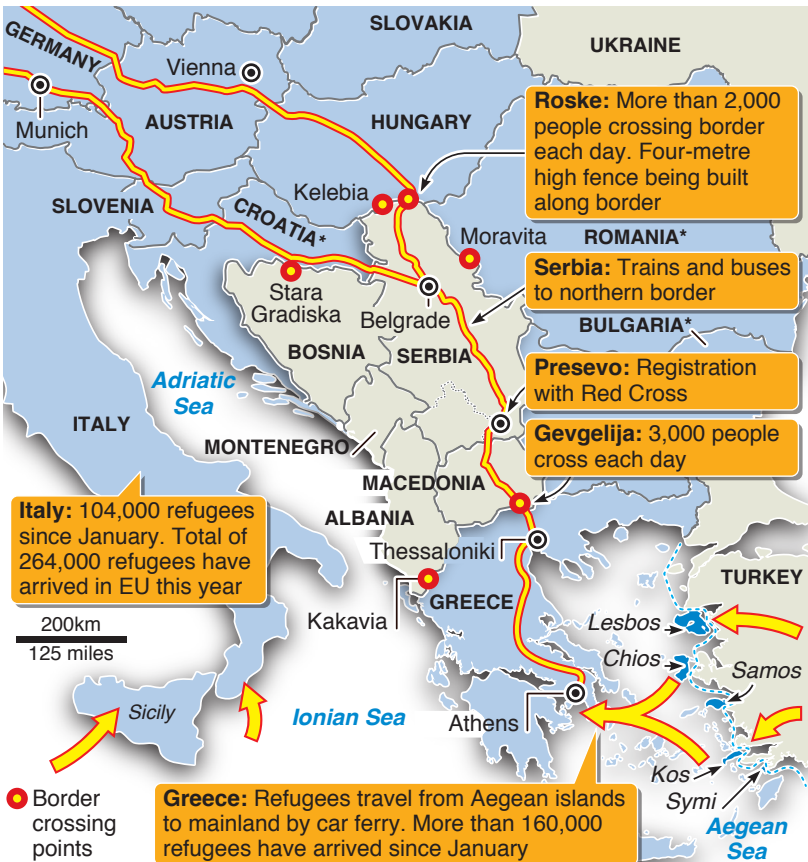 SLOVAKIA
UKRAINE
GERMANY
Vienna
Munich
AUSTRIA
HUNGARY
Roske: More than 2,000
people crossing border
each day. Four-metre
high fence being built
along border
Kelebia
SLOVENIA
CROATIA*
Moravita
ROMANIA*
Stara
Gradiska
Belgrade
Serbia: Trains and buses
to northern border
BULGARIA*
BOSNIA
SERBIA
Adriatic
Sea
Presevo: Registration
with Red Cross
ITALY
MONTENEGRO
Gevgelija: 3,000 people
cross each day
MACEDONIA
ALBANIA
Italy: 104,000 refugees
since January. Total of
264,000 refugees have
arrived in EU this year
Thessaloniki
TURKEY
Kakavia
GREECE
Lesbos
200km
125 miles
Chios
Samos
Sicily
Ionian Sea
Athens
Kos
Symi
Aegean
Sea
Border
crossing
points
Greece: Refugees travel from Aegean islands
to mainland by car ferry. More than 160,000
refugees have arrived since January